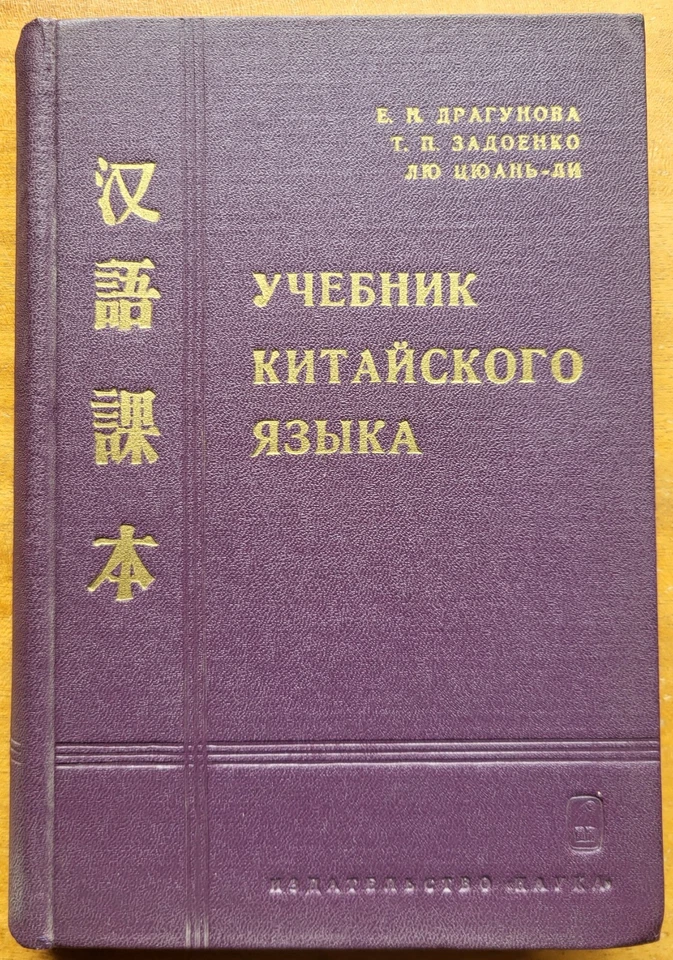 Е. Н. ДРАГУНОВА
Т. П. ЗАДОЕНКО
ЛЮ ЦЮАНЬ-ЛИ
汉語課本
УЧЕБНИК
КИТАЙСКОГО
ЯЗЫКА
ИЗДАТЕЛЬСТВО «НАУКА»